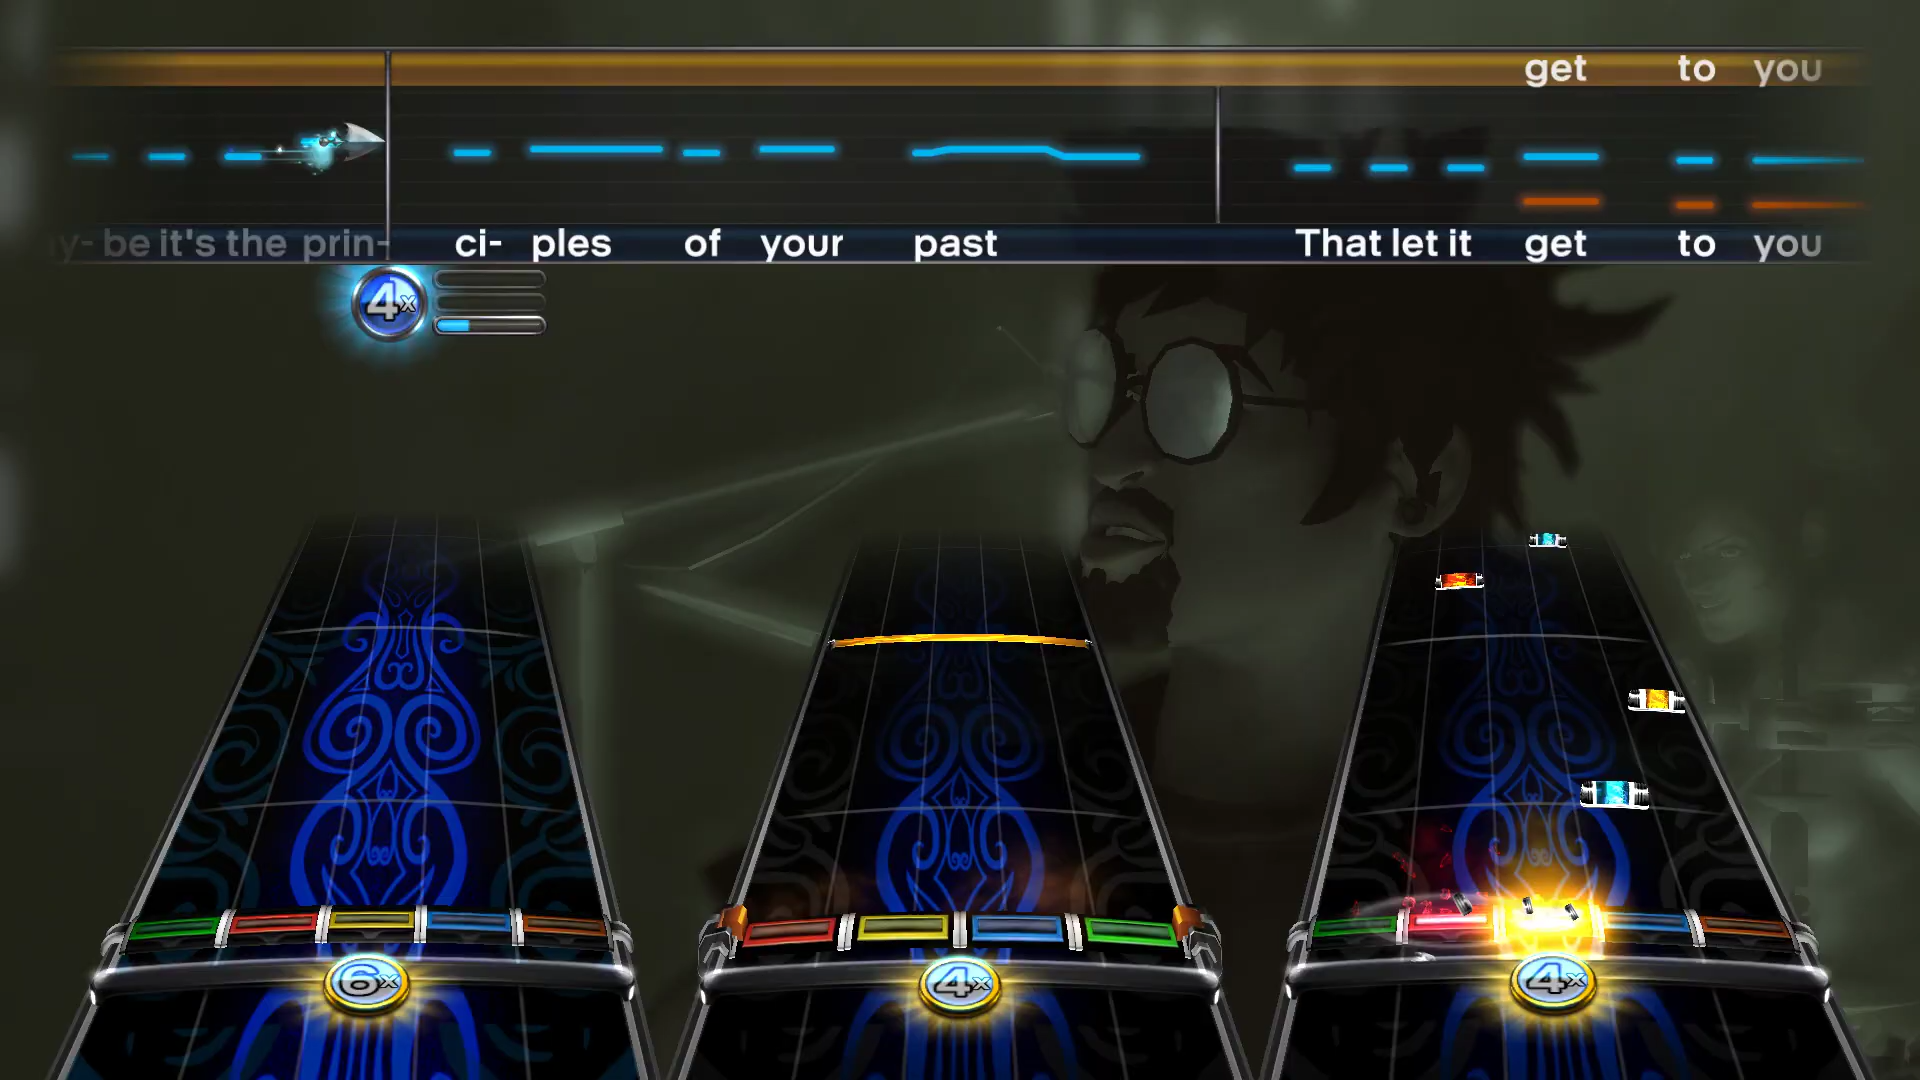 get to you
y- be it's the prin- ci- ples of your past That let it get to you
4x
6x
4x
4x